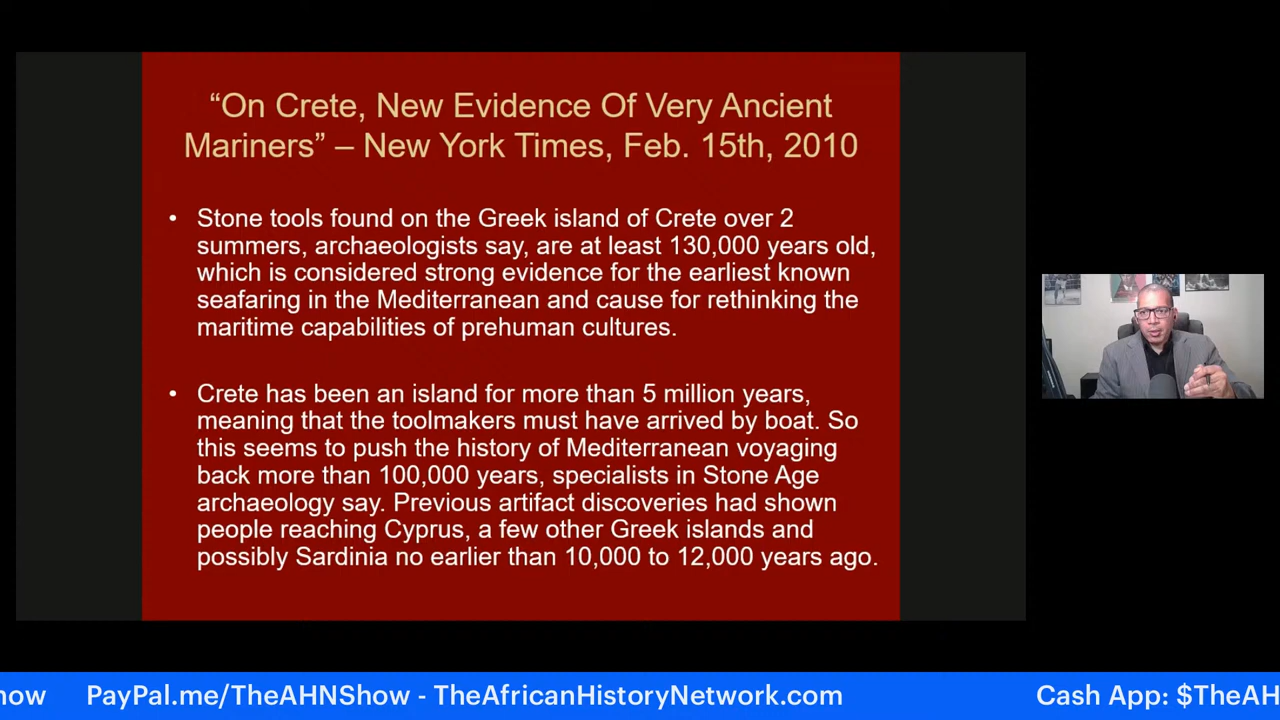 “On Crete, New Evidence Of Very Ancient
Mariners” – New York Times, Feb. 15th, 2010
• Stone tools found on the Greek island of Crete over 2
summers, archaeologists say, are at least 130,000 years old,
which is considered strong evidence for the earliest known
seafaring in the Mediterranean and cause for rethinking the
maritime capabilities of prehuman cultures.
• Crete has been an island for more than 5 million years,
meaning that the toolmakers must have arrived by boat. So
this seems to push the history of Mediterranean voyaging
back more than 100,000 years, specialists in Stone Age
archaeology say. Previous artifact discoveries had shown
people reaching Cyprus, a few other Greek islands and
possibly Sardinia no earlier than 10,000 to 12,000 years ago.
how PayPal.me/TheAHNShow - TheAfricanHistoryNetwork.com Cash App: $TheAH